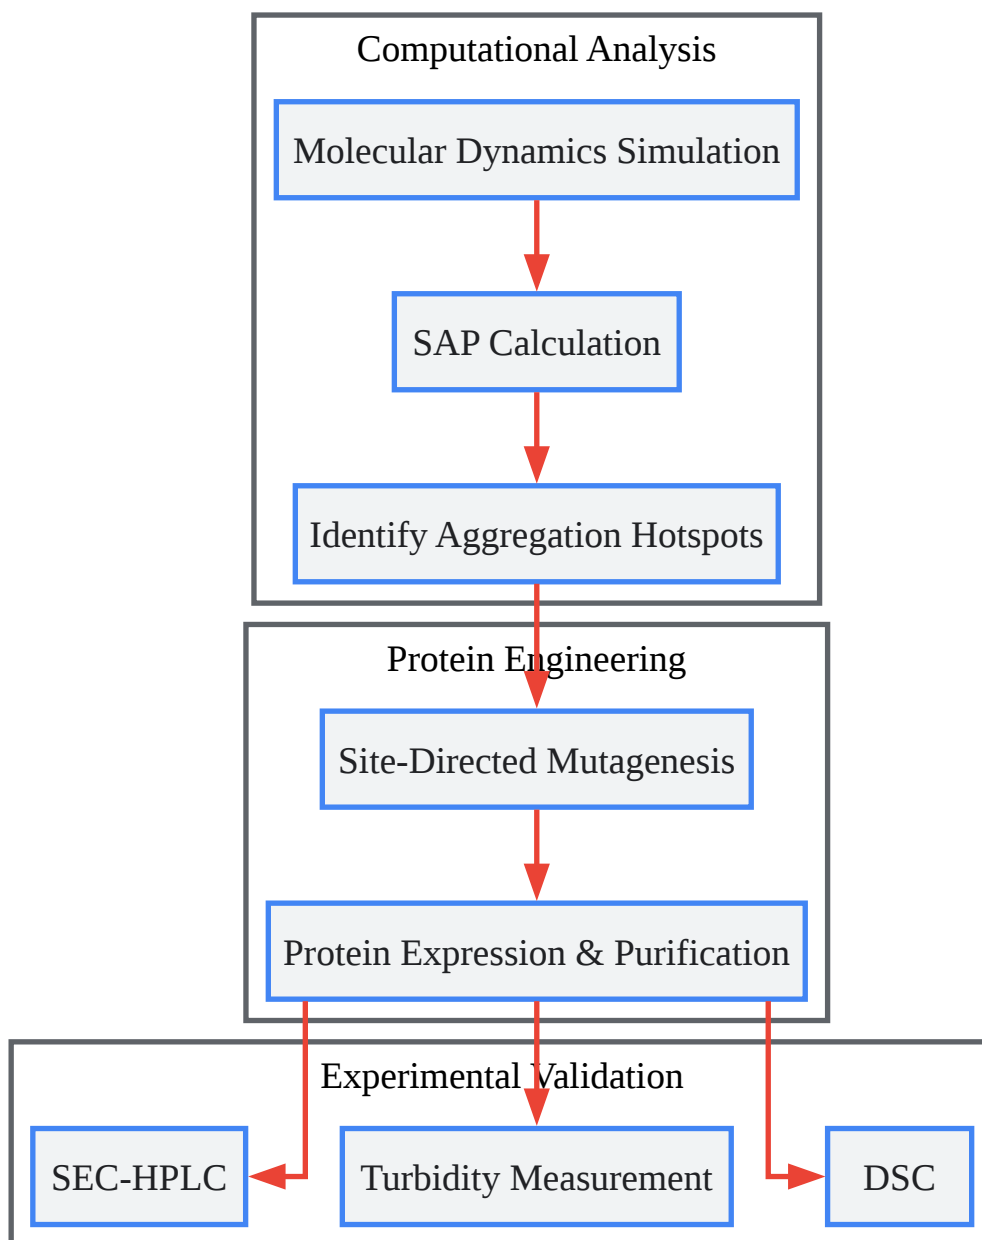 Computational Analysis
Molecular Dynamics Simulation
SAP Calculation
Identify Aggregation Hotspots
Protein Engineering
Site-Directed Mutagenesis
Protein Expression & Purification
Experimental Validation
SEC-HPLC
Turbidity Measurement
DSC